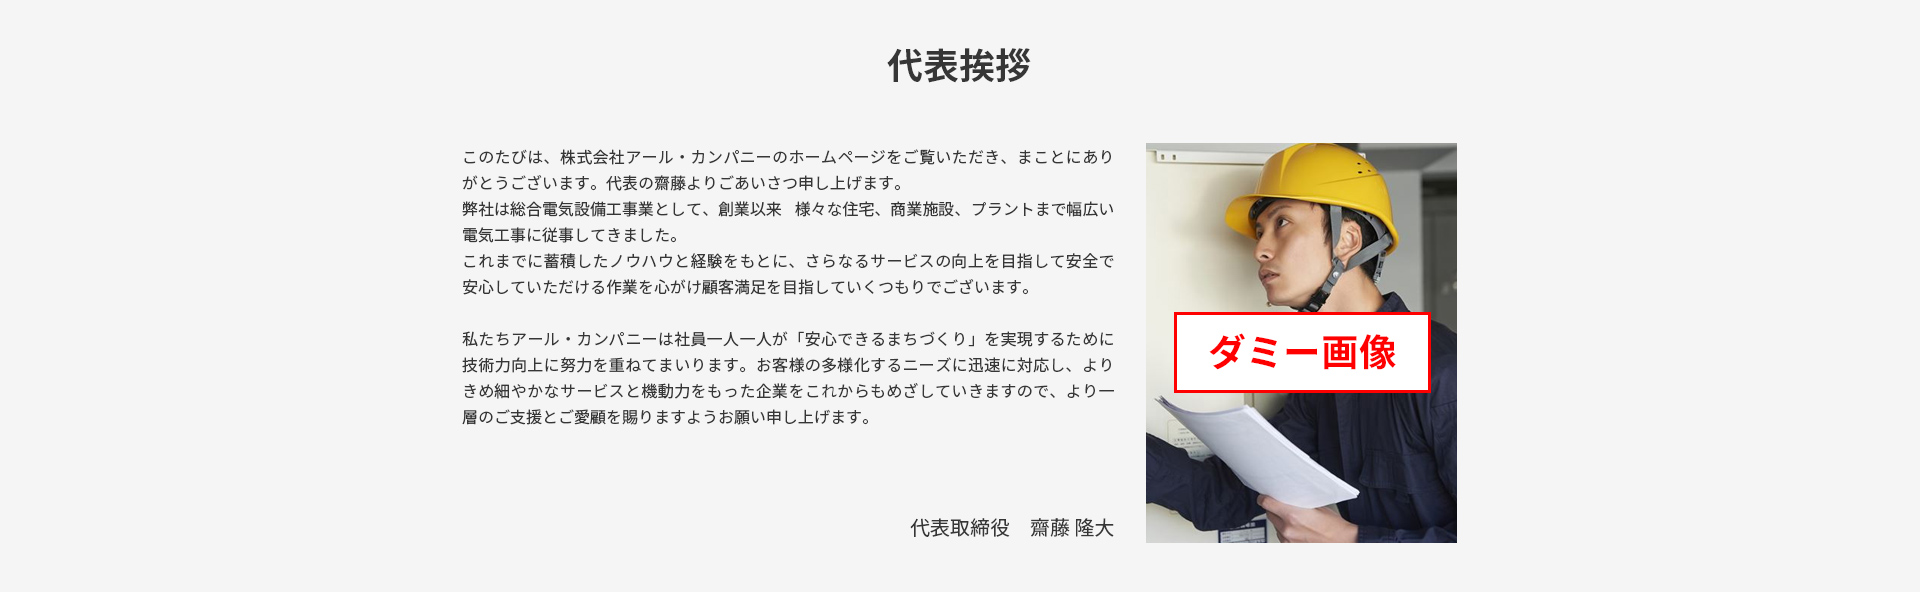 代表挨拶
このたびは、株式会社アール・カンパニーのホームページをご覧いただき、まことにあり
がとうございます。代表の齋藤よりごあいさつ申し上げます。
弊社は総合電気設備工事業として、創業以来　様々な住宅、商業施設、プラントまで幅広い
電気工事に従事してきました。
これまでに蓄積したノウハウと経験をもとに、さらなるサービスの向上を目指して安全で
安心していただける作業を心がけ顧客満足を目指していくつもりでございます。
私たちアール・カンパニーは社員一人一人が「安心できるまちづくり」を実現するために
技術力向上に努力を重ねてまいります。お客様の多様化するニーズに迅速に対応し、より
きめ細やかなサービスと機動力をもった企業をこれからもめざしていきますので、より一
層のご支援とご愛顧を賜りますようお願い申し上げます。
代表取締役　齋藤 隆大
ダミー画像